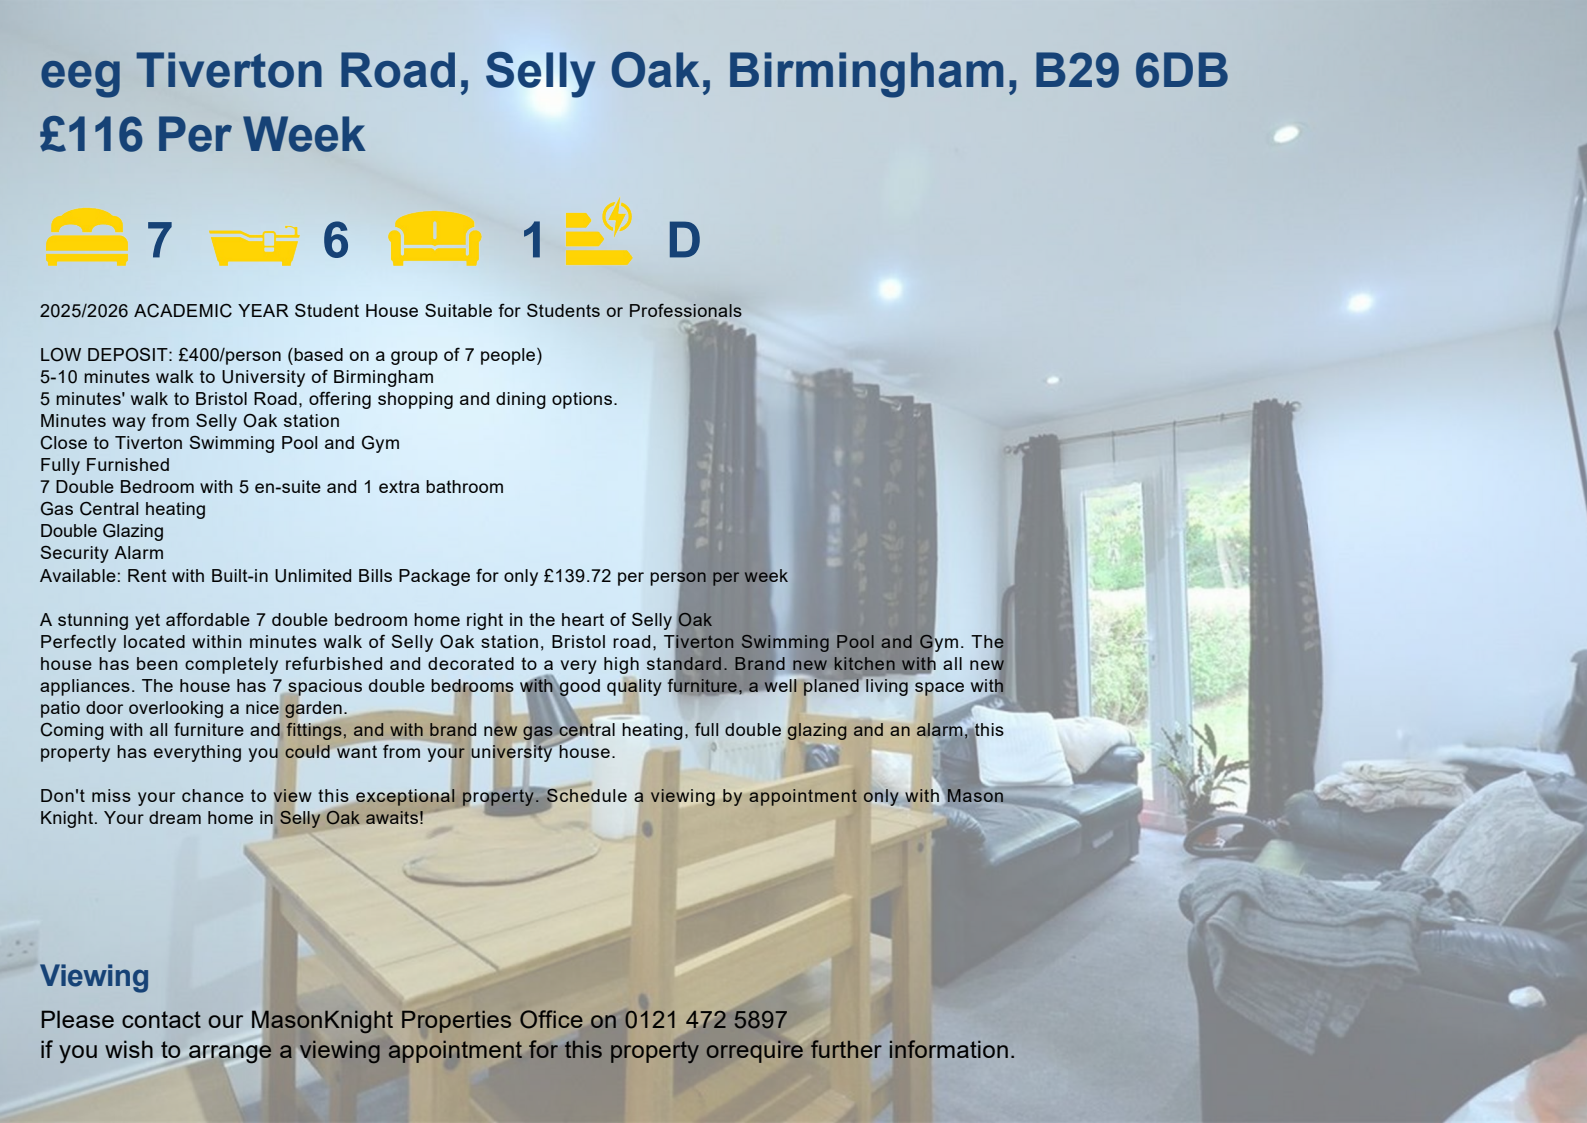 eeg Tiverton Road, Selly Oak, Birmingham, B29 6DB
£116 Per Week
7 6 1 D
2025/2026 ACADEMIC YEAR Student House Suitable for Students or Professionals
LOW DEPOSIT: £400/person (based on a group of 7 people)
5-10 minutes walk to University of Birmingham
5 minutes' walk to Bristol Road, offering shopping and dining options.
Minutes way from Selly Oak station
Close to Tiverton Swimming Pool and Gym
Fully Furnished
7 Double Bedroom with 5 en-suite and 1 extra bathroom
Gas Central heating
Double Glazing
Security Alarm
Available: Rent with Built-in Unlimited Bills Package for only £139.72 per person per week
A stunning yet affordable 7 double bedroom home right in the heart of Selly Oak
Perfectly located within minutes walk of Selly Oak station, Bristol road, Tiverton Swimming Pool and Gym. The
house has been completely refurbished and decorated to a very high standard. Brand new kitchen with all new
appliances. The house has 7 spacious double bedrooms with good quality furniture, a well planed living space with
patio door overlooking a nice garden.
Coming with all furniture and fittings, and with brand new gas central heating, full double glazing and an alarm, this
property has everything you could want from your university house.
Don't miss your chance to view this exceptional property. Schedule a viewing by appointment only with Mason
Knight. Your dream home in Selly Oak awaits!
Viewing
Please contact our MasonKnight Properties Office on 0121 472 5897
if you wish to arrange a viewing appointment for this property orrequire further information.